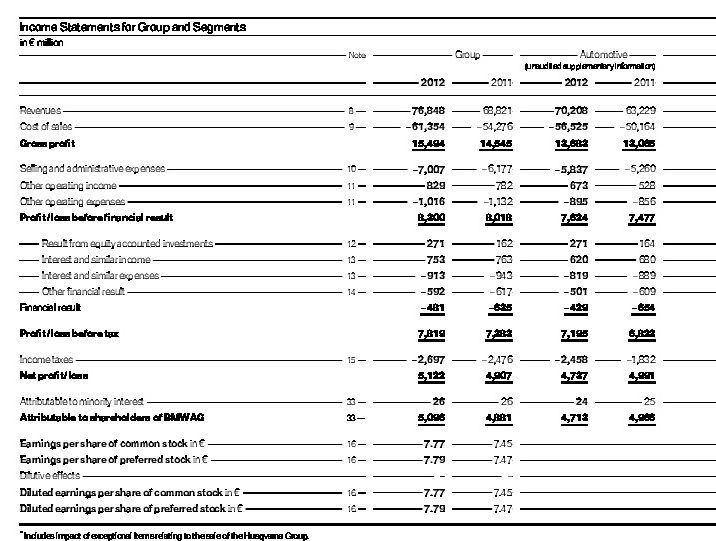 Income Statements for Group and Segments
in € million
Note Group Automotive
(unaudited supplementary information)
2012 2011 2012 2011
Revenues 8 76,848 68,821 70,208 63,229
Cost of sales 9 –61,354 –54,276 –56,525 –50,164
Gross profit 15,494 14,545 13,683 13,065
Selling and administrative expenses 10 –7,007 –6,177 –5,837 –5,260
Other operating income 11 829 782 673 528
Other operating expenses 11 –1,016 –1,132 –895 –856
Profit / loss before financial result 8,300 8,018 7,624 7,477
Result from equity accounted investments 12 271 162 271 164
Interest and similar income 13 753 763 620 680
Interest and similar expenses 13 –913 –943 –819 –889
Other financial result 14 –592 –617 –501 –609
Financial result –481 –635 –429 –654
Profit / loss before tax 7,819 7,383 7,195 6,823
Income taxes 15 –2,697 –2,476 –2,458 –1,832
Net profit / loss 5,122 4,907 4,737 4,991
Attributable to minority interest 33 26 26 24 25
Attributable to shareholders of BMW AG 33 5,096 4,881 4,713 4,966
Earnings per share of common stock in € 16 7.77 7.45
Earnings per share of preferred stock in € 16 7.79 7.47
Dilutive effects – –
Diluted earnings per share of common stock in € 16 7.77 7.45
Diluted earnings per share of preferred stock in € 16 7.79 7.47
* Includes impact of exceptional items relating to the sale of the Husqvarna Group.